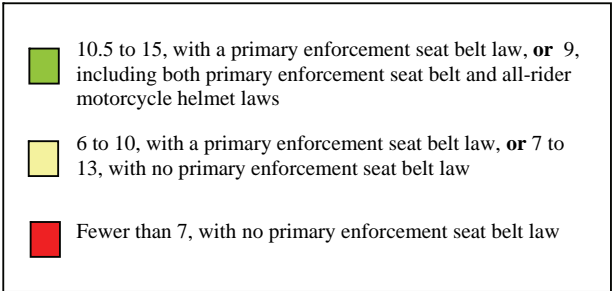 10.5 to 15, with a primary enforcement seat belt law, or 9,
including both primary enforcement seat belt and all-rider
motorcycle helmet laws
6 to 10, with a primary enforcement seat belt law, or 7 to
13, with no primary enforcement seat belt law
Fewer than 7, with no primary enforcement seat belt law